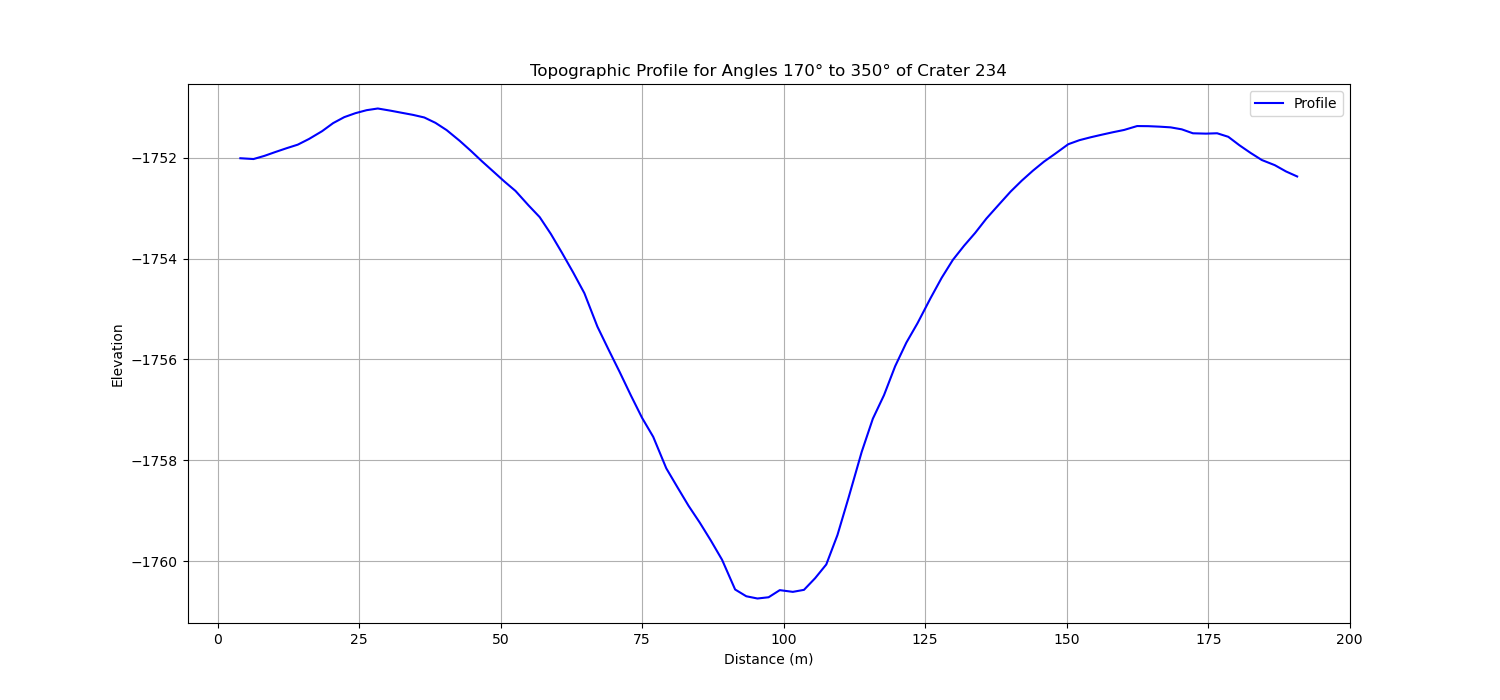 Topographic Profile for Angles 170° to 350° of Crater 234
Profile
−1752
−1754
−1756
−1758
−1760
Elevation
0 25 50 75 100 125 150 175 200
Distance (m)